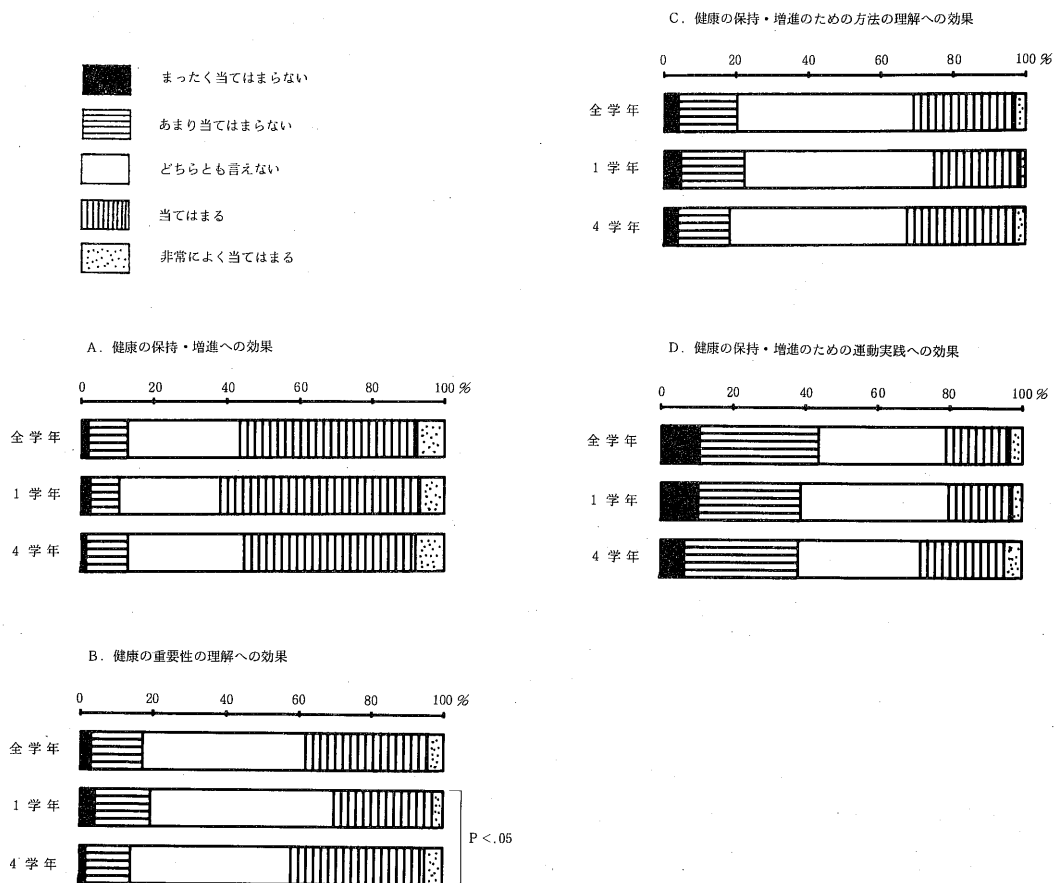 まったく当てはまらない
あまり当てはまらない
どちらとも言えない
当てはまる
非常によく当てはまる
A. 健康の保持・増進への効果
0 20 40 60 80 100 %
全学年
1学年
4学年
B. 健康の重要性の理解への効果
0 20 40 60 80 100 %
全学年
1学年
4学年
P <.05
C. 健康の保持・増進のための方法の理解への効果
0 20 40 60 80 100 %
全学年
1学年
4学年
D. 健康の保持・増進のための運動実践への効果
0 20 40 60 80 100 %
全学年
1学年
4学年